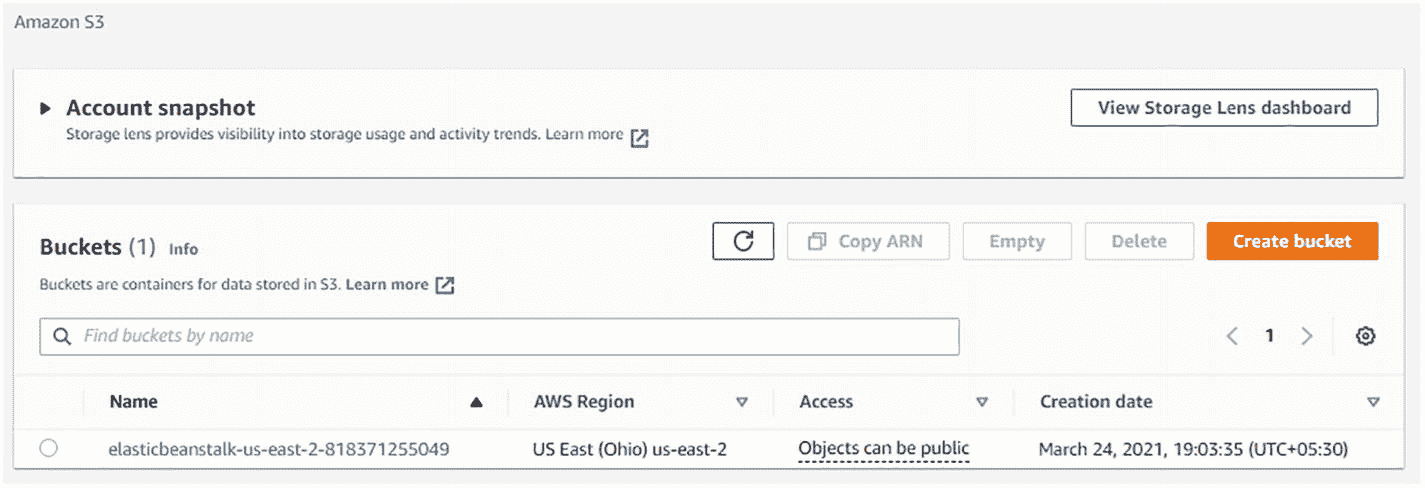 Amazon S3
Account snapshot
Storage lens provides visibility into storage usage and activity trends. Learn more
View Storage Lens dashboard
Buckets (1) Info
Copy ARN
Empty
Delete
Create bucket
Buckets are containers for data stored in S3. Learn more
Find buckets by name
1
Name AWS Region Access Creation date
elasticbeanstalk-us-east-2-818371255049 US East (Ohio) us-east-2 Objects can be public March 24, 2021, 19:03:35 (UTC+05:30)